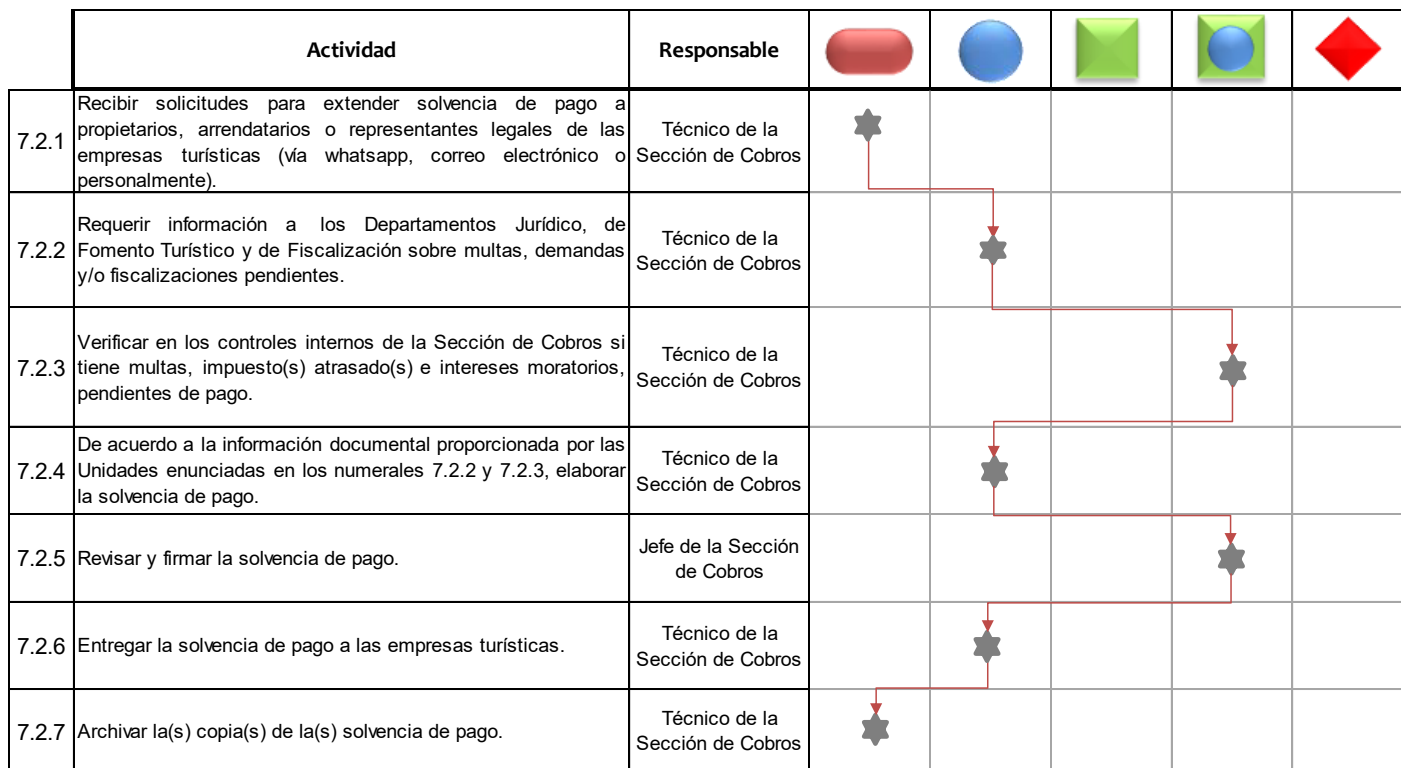 Actividad
Responsable
7.2.1
Recibir solicitudes para extender solvencia de pago a
propietarios, arrendatarios o representantes legales de las
empresas turísticas (vía whatsapp, correo electrónico o
personalmente).
Técnico de la
Sección de Cobros
7.2.2
Requerir información a los Departamentos Jurídico, de
Fomento Turístico y de Fiscalización sobre multas, demandas
y/o fiscalizaciones pendientes.
Técnico de la
Sección de Cobros
7.2.3
Verificar en los controles internos de la Sección de Cobros si
tiene multas, impuesto(s) atrasado(s) e intereses moratorios,
pendientes de pago.
Técnico de la
Sección de Cobros
7.2.4
De acuerdo a la información documental proporcionada por las
Unidades enunciadas en los numerales 7.2.2 y 7.2.3, elaborar
la solvencia de pago.
Técnico de la
Sección de Cobros
7.2.5
Revisar y firmar la solvencia de pago.
Jefe de la Sección
de Cobros
7.2.6
Entregar la solvencia de pago a las empresas turísticas.
Técnico de la
Sección de Cobros
7.2.7
Archivar la(s) copia(s) de la(s) solvencia de pago.
Técnico de la
Sección de Cobros